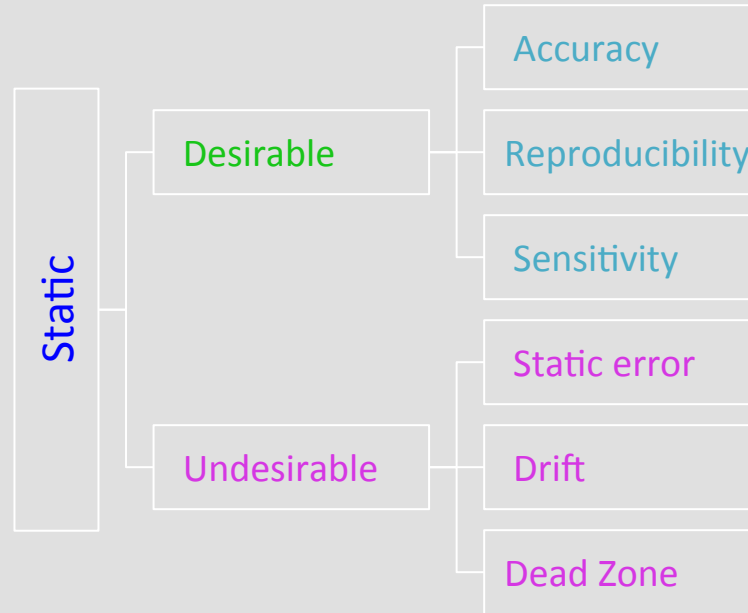 Static
Desirable
Accuracy
Reproducibility
Sensitivity
Undesirable
Static error
Drift
Dead Zone